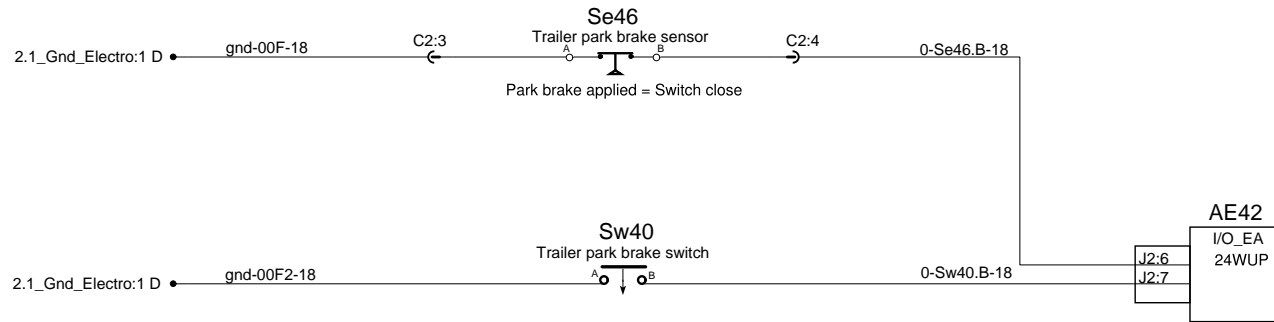 Se46
Trailer park brake sensor
2.1_Gnd_Electro:1 D
gnd-00F-18
C2:3
A
B
C2:4
0-Se46.B-18
Park brake applied = Switch close
AE42
I/O_EA
24WUP
Sw40
Trailer park brake switch
2.1_Gnd_Electro:1 D
gnd-00F2-18
A
B
0-Sw40.B-18
J2:6
J2:7